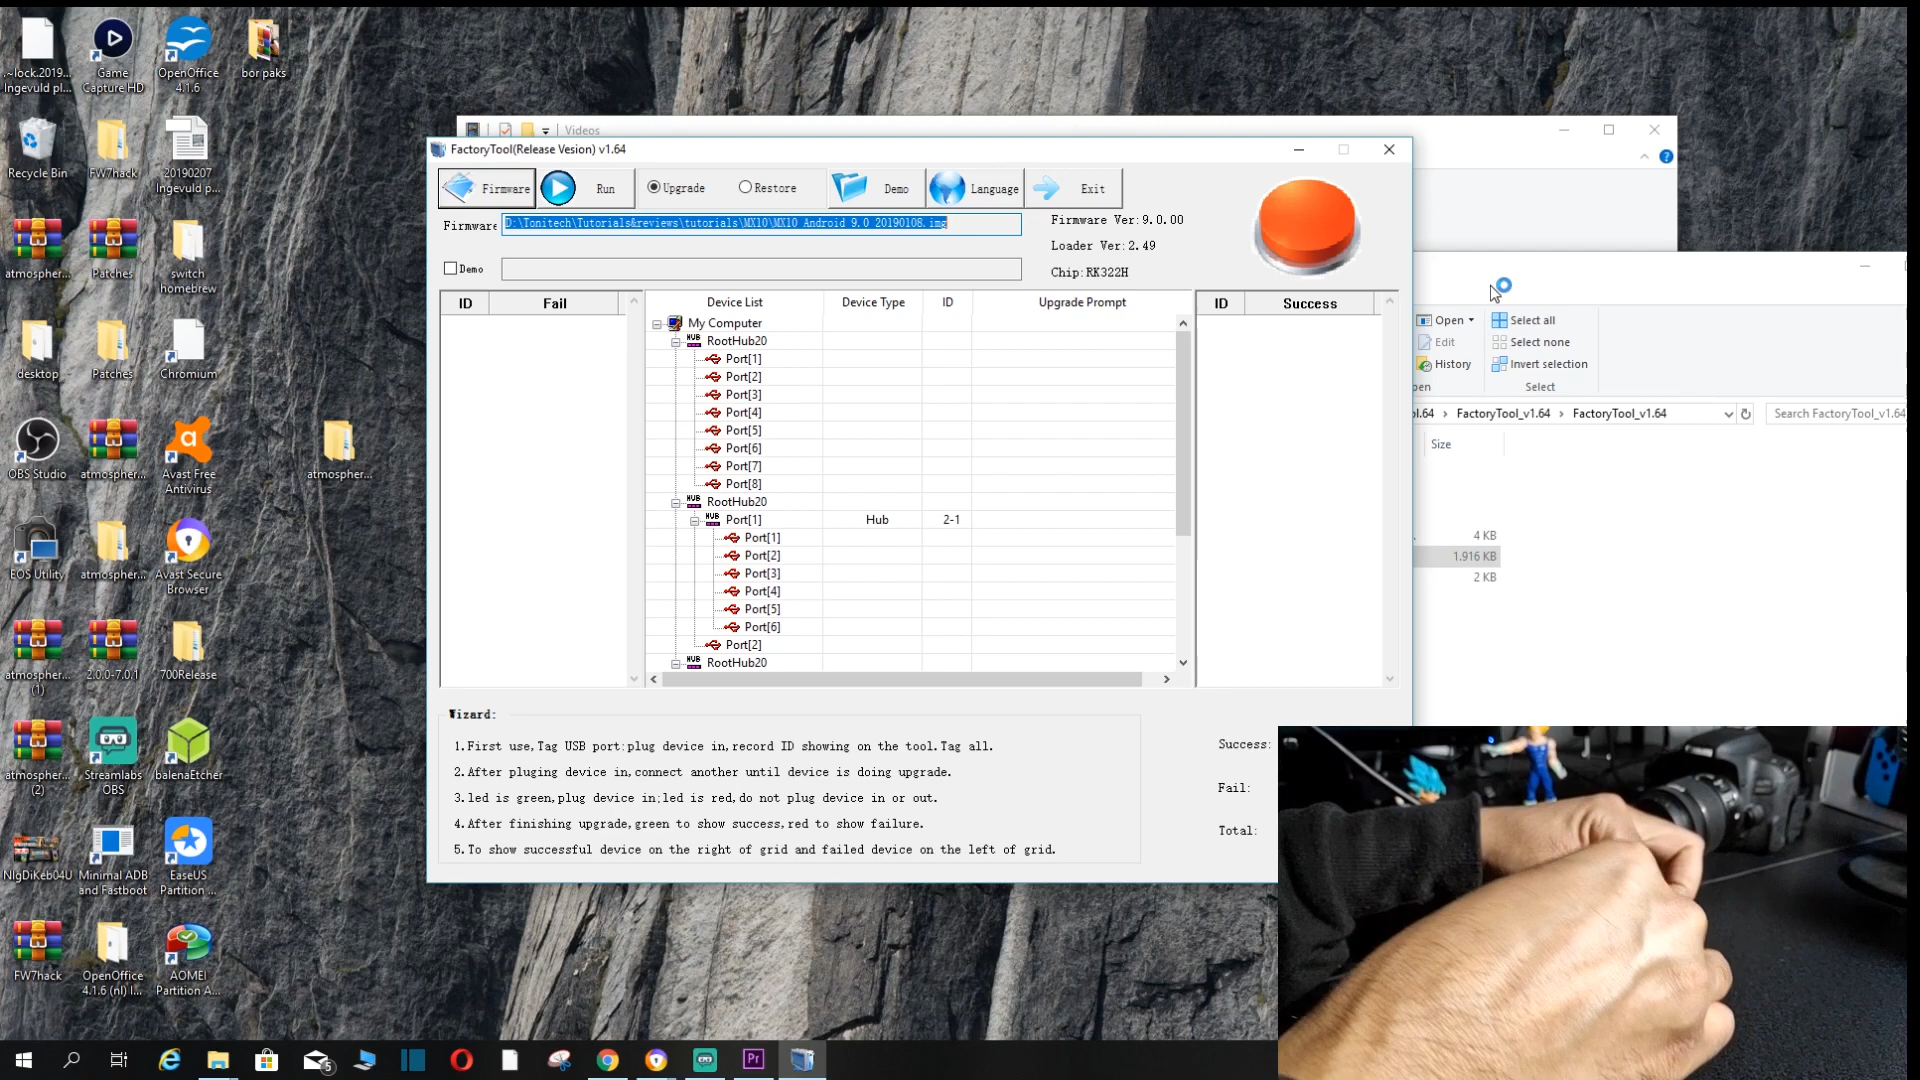 .~lock.2019...
Ingevuld pl...
Game
Capture HD
OpenOffice
4.1.6
bor paks
Recycle Bin
FW7hack
20190207
Ingevuld p...
atmospher...
Patches
switch
homebrew
desktop
Patches
Chromium
OBS Studio
atmospher...
Avast Free
Antivirus
atmospher...
EOS Utility
atmospher...
Avast Secure
Browser
atmospher...
(1)
2.0.0-7.0.1
700Release
atmospher...
(2)
Streamlabs
OBS
balenaEtcher
NIgDiKeb04U
Minimal ADB
and Fastboot
EaseUS
Partition ...
FW7hack
OpenOffice
4.1.6 (nl) I...
AOMEI
Partition A...
Videos
FactoryTool(Release Vesion) v1.64
Firmware
Run
Upgrade
Restore
Demo
Language
Exit
Firmware
D:\Tonitech\Tutorials&reviews\tutorials\MX10\MX10 Android 9.0 20190108.img
Demo
Firmware Ver:9.0.00
Loader Ver:2.49
Chip:RK322H
ID Fail
Device List Device Type ID Upgrade Prompt
My Computer
HUB RootHub20
Port[1]
Port[2]
Port[3]
Port[4]
Port[5]
Port[6]
Port[7]
Port[8]
HUB RootHub20
HUB Port[1] Hub 2-1
Port[1]
Port[2]
Port[3]
Port[4]
Port[5]
Port[6]
Port[2]
HUB RootHub20
ID Success
Wizard:
1.First use,Tag USB port:plug device in,record ID showing on the tool.Tag all.
2.After pluging device in,connect another until device is doing upgrade.
3.led is green,plug device in;led is red,do not plug device in or out.
4.After finishing upgrade,green to show success,red to show failure.
5.To show successful device on the right of grid and failed device on the left of grid.
Success:
Fail:
Total:
Open
Edit
History
pen
Select all
Select none
Invert selection
Select
ol.64 › FactoryTool_v1.64 › FactoryTool_v1.64
Search FactoryTool_v1.64
Size
4 KB
1.916 KB
2 KB
5
Pr